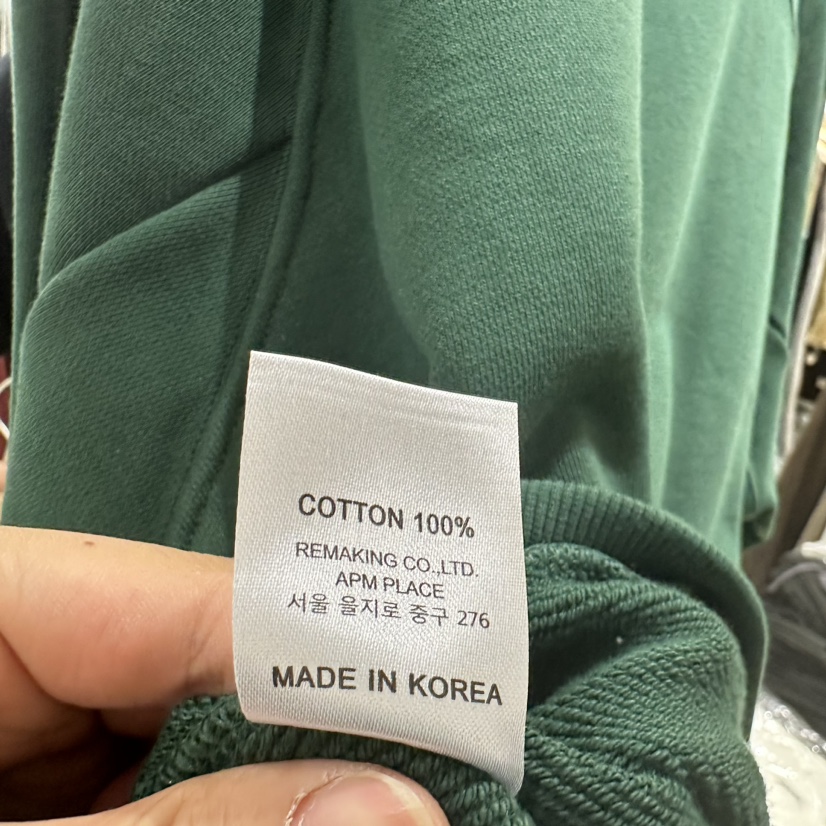 COTTON 100%
REMAKING CO.,LTD.
APM PLACE
서울 을지로 중구 276
MADE IN KOREA